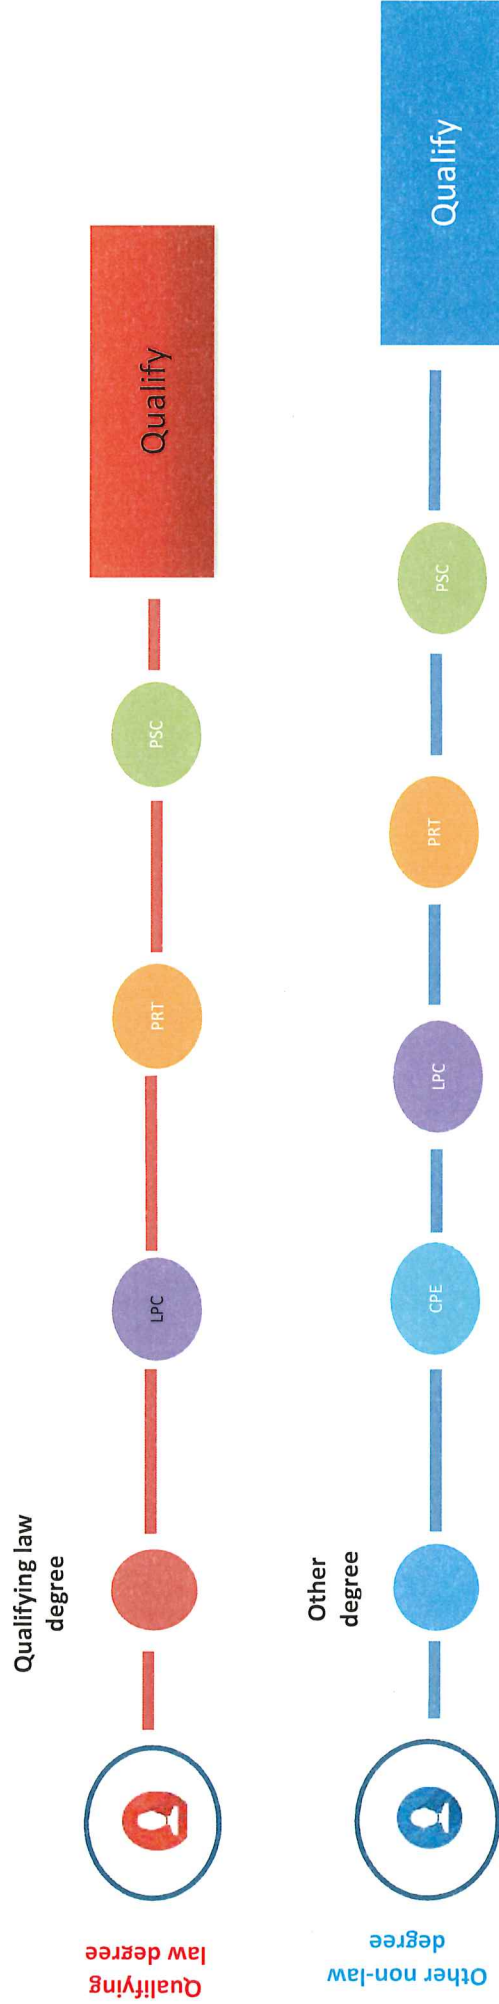 Qualifying
law degree
Qualifying law
degree
LPC
PRT
PSC
Qualify
Other non-law
degree
Other
degree
CPE
LPC
PRT
PSC
Qualify